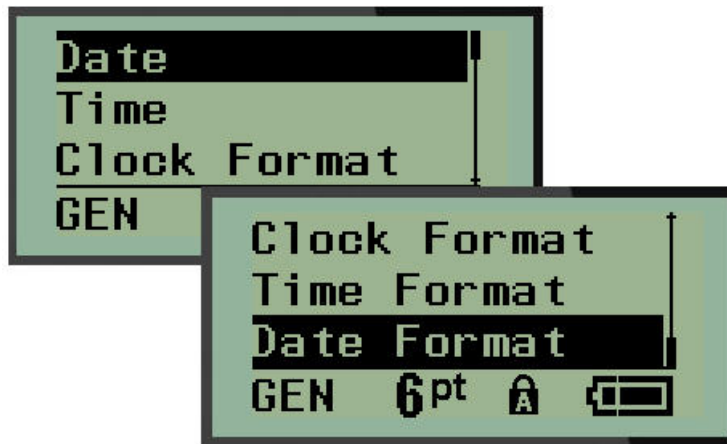 Date
Time
Clock Format
GEN
Clock Format
Time Format
Date Format
GEN 6pt A